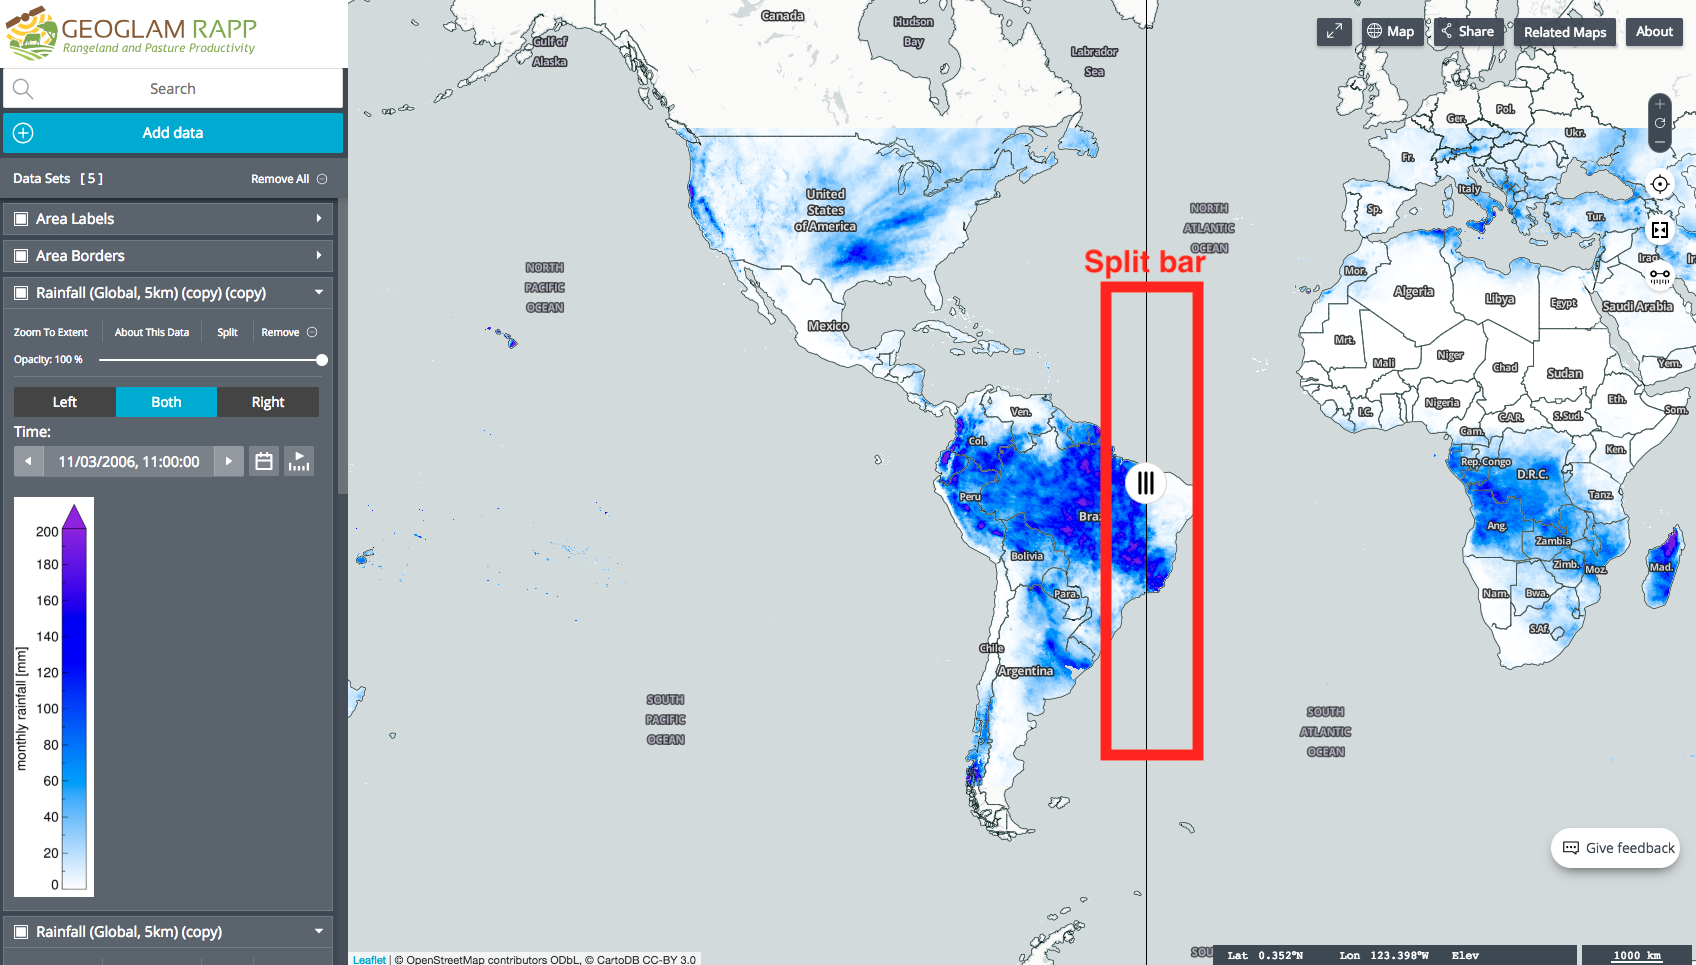 GEOGLAM RAPP
Rangeland and Pasture Productivity
Search
Add data
Data Sets [ 5 ]
Remove All
Area Labels
Area Borders
Rainfall (Global, 5km) (copy) (copy)
Zoom To Extent
About This Data
Split
Remove
Opacity: 100 %
Left
Both
Right
Time:
11/03/2006, 11:00:00
200
180
160
140
120
100
80
60
40
20
0
monthly rainfall [mm]
Rainfall (Global, 5km) (copy)
Map
Share
Related Maps
About
Canada
Hudson
Bay
Gulf of
Alaska
Labrador
Sea
United
States
of America
NORTH
ATLANTIC
OCEAN
Split bar
NORTH
PACIFIC
OCEAN
Mexico
Ven.
Col.
Peru
Braz
Bolivia
Para.
Chile
Argentina
SOUTH
PACIFIC
OCEAN
SOUTH
ATLANTIC
OCEAN
Pol.
Ger.
Ukr.
Fr.
Italy
Sp.
Tur.
Iraq
Ir
Mor.
Algeria
Libya
Egypt
Saudi Arabia
Mrt.
Mali
Niger
Chad
Sudan
Yem.
I.C.
Nigeria
C.A.R.
S.Sud.
Eth.
Som.
Cam.
Rep. Congo
D.R.C.
Ken.
Tanz.
Ang.
Zambia
Zimb.
Moz.
Mad.
Nam.
Bwa.
S.Af.
Give feedback
SOU
Leaflet | © OpenStreetMap contributors ODbL, © CartoDB CC-BY 3.0
Lat 0.352°N Lon 123.398°W Elev
1000 km